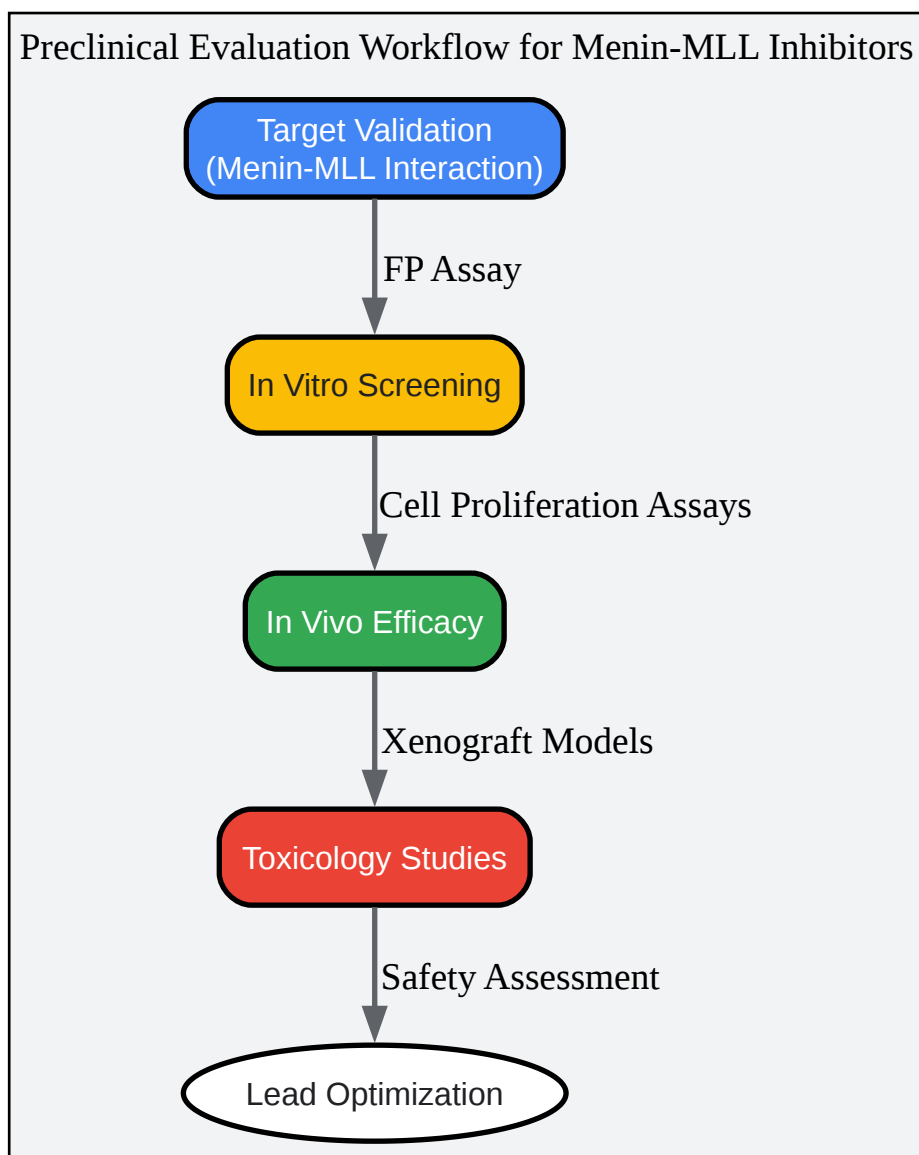 Preclinical Evaluation Workflow for Menin-MLL Inhibitors
Target Validation
(Menin-MLL Interaction)
FP Assay
In Vitro Screening
Cell Proliferation Assays
In Vivo Efficacy
Xenograft Models
Toxicology Studies
Safety Assessment
Lead Optimization